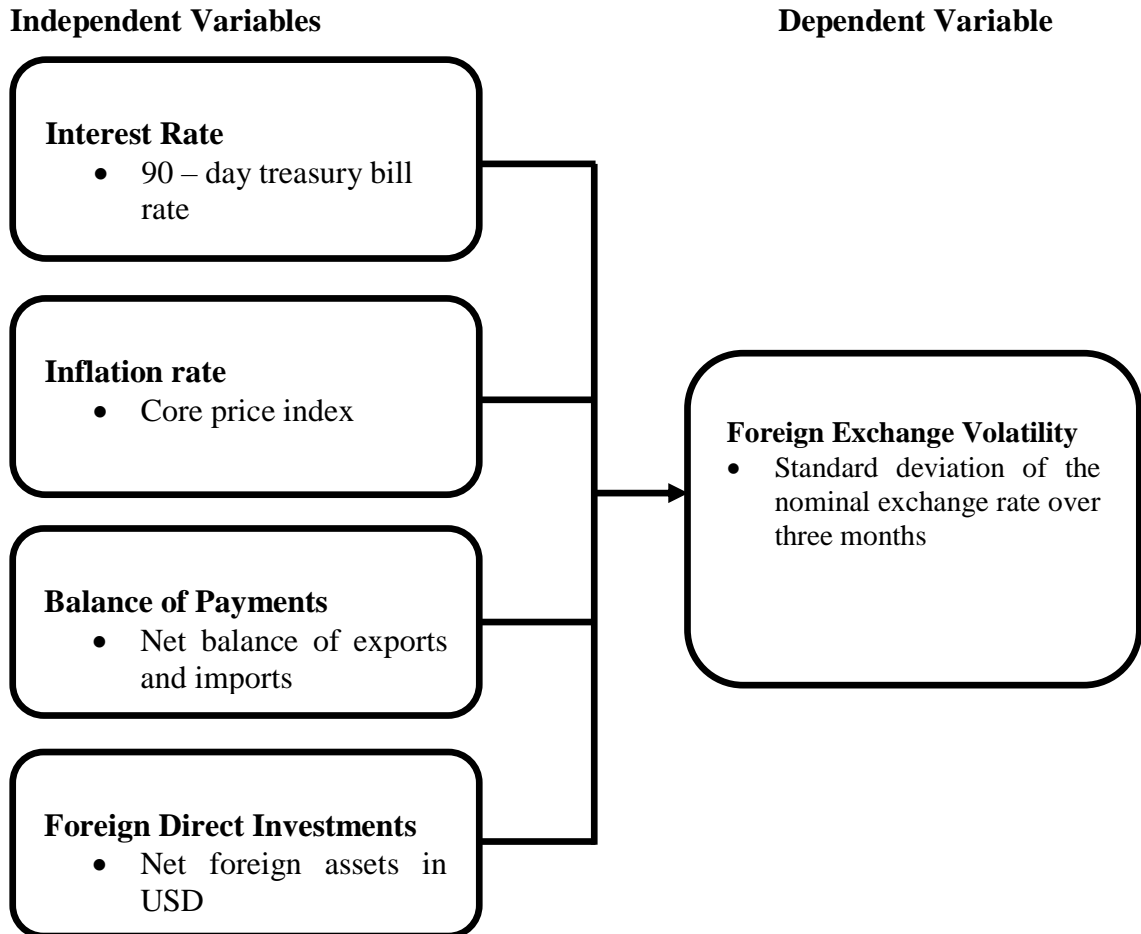 Independent Variables
Dependent Variable
Interest Rate
• 90 – day treasury bill
rate
Inflation rate
• Core price index
Balance of Payments
• Net balance of exports
and imports
Foreign Direct Investments
• Net foreign assets in
USD
Foreign Exchange Volatility
• Standard deviation of the
nominal exchange rate over
three months